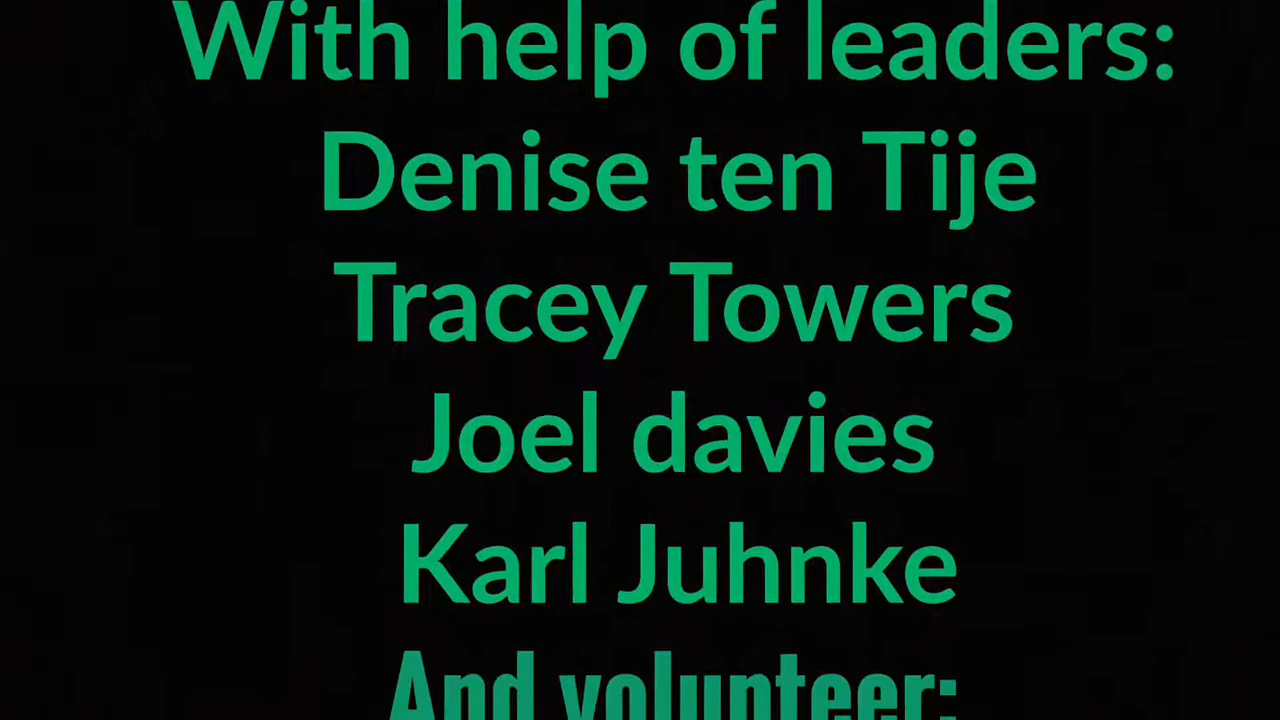 With help of leaders:
Denise ten Tije
Tracey Towers
Joel davies
Karl Juhnke
And volunteer: